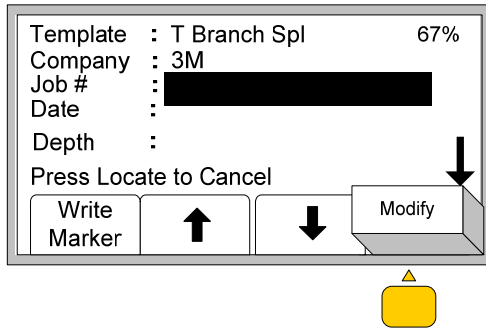 Template : T Branch Spl 67%
Company : 3M
Job # :
Date :
Depth :
Press Locate to Cancel
Write
Marker
Modify